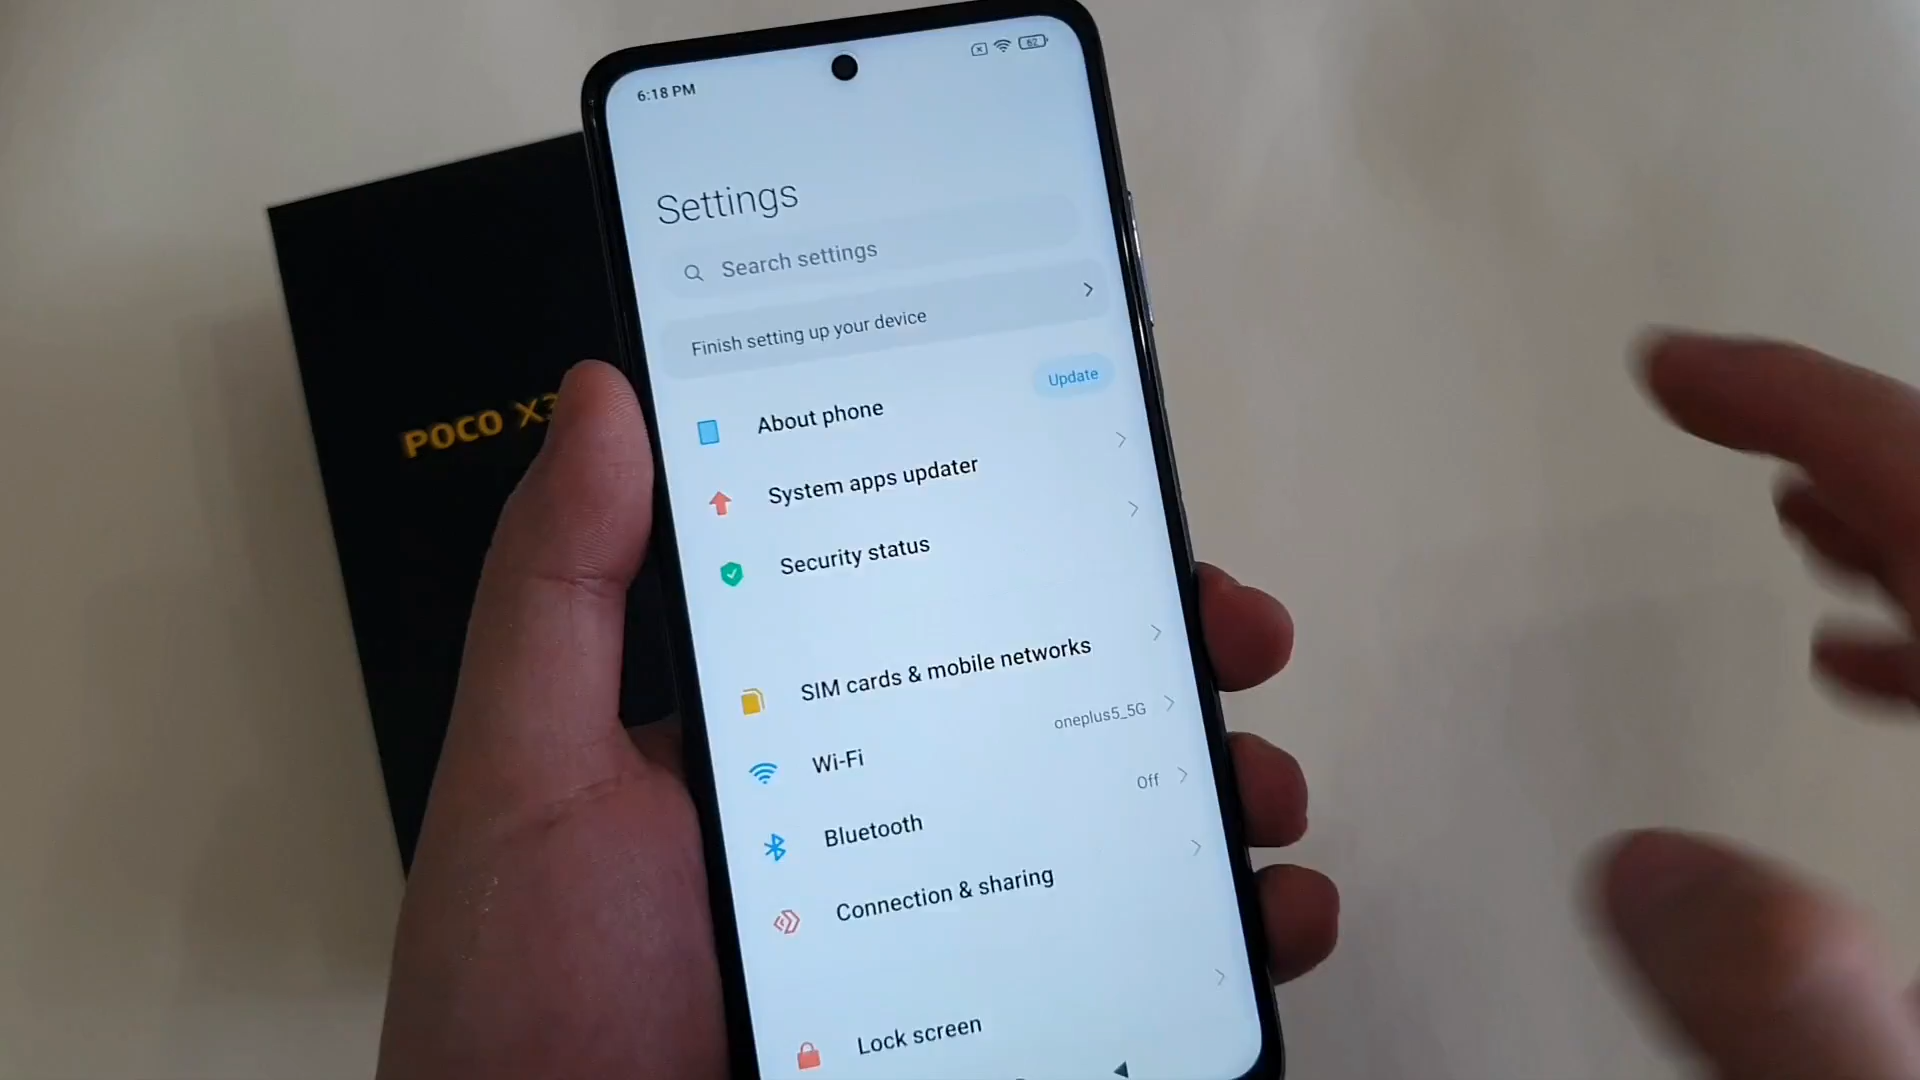 6:18 PM
62
Settings
Search settings
Finish setting up your device
About phone
Update
System apps updater
Security status
SIM cards & mobile networks
Wi-Fi
oneplus5_5G
Bluetooth
Off
Connection & sharing
Lock screen
POCO X3